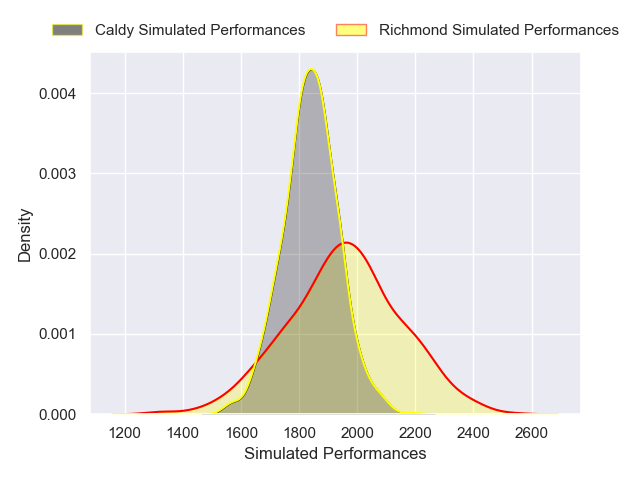 Caldy Simulated Performances
Richmond Simulated Performances
0.004
0.003
0.002
0.001
0.000
Density
1200 1400 1600 1800 2000 2200 2400 2600
Simulated Performances